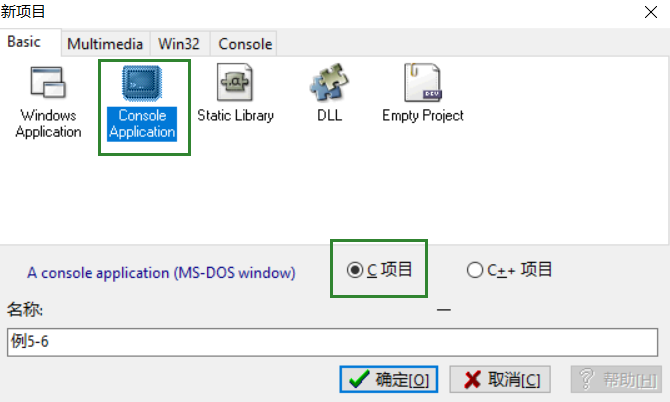 新项目
Basic Multimedia Win32 Console
Windows Application
Console Application
Static Library
DLL
Empty Project
A console application (MS-DOS window)
C 项目
C++ 项目
名称:
例5-6
确定[O] 取消[C] 帮助[H]